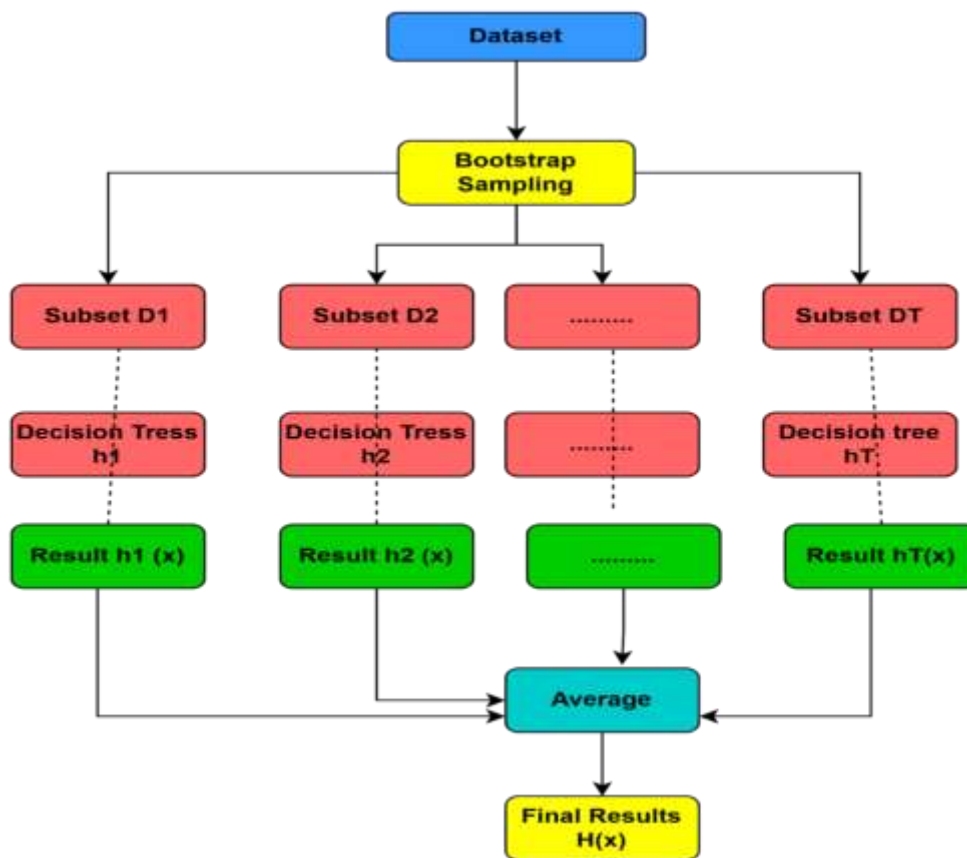 Dataset
Bootstrap
Sampling
Subset D1
Subset D2
.........
Subset DT
Decision Tress
h1
Decision Tress
h2
.........
Decision tree
hT
Result h1 (x)
Result h2 (x)
.........
Result hT(x)
Average
Final Results
H(x)